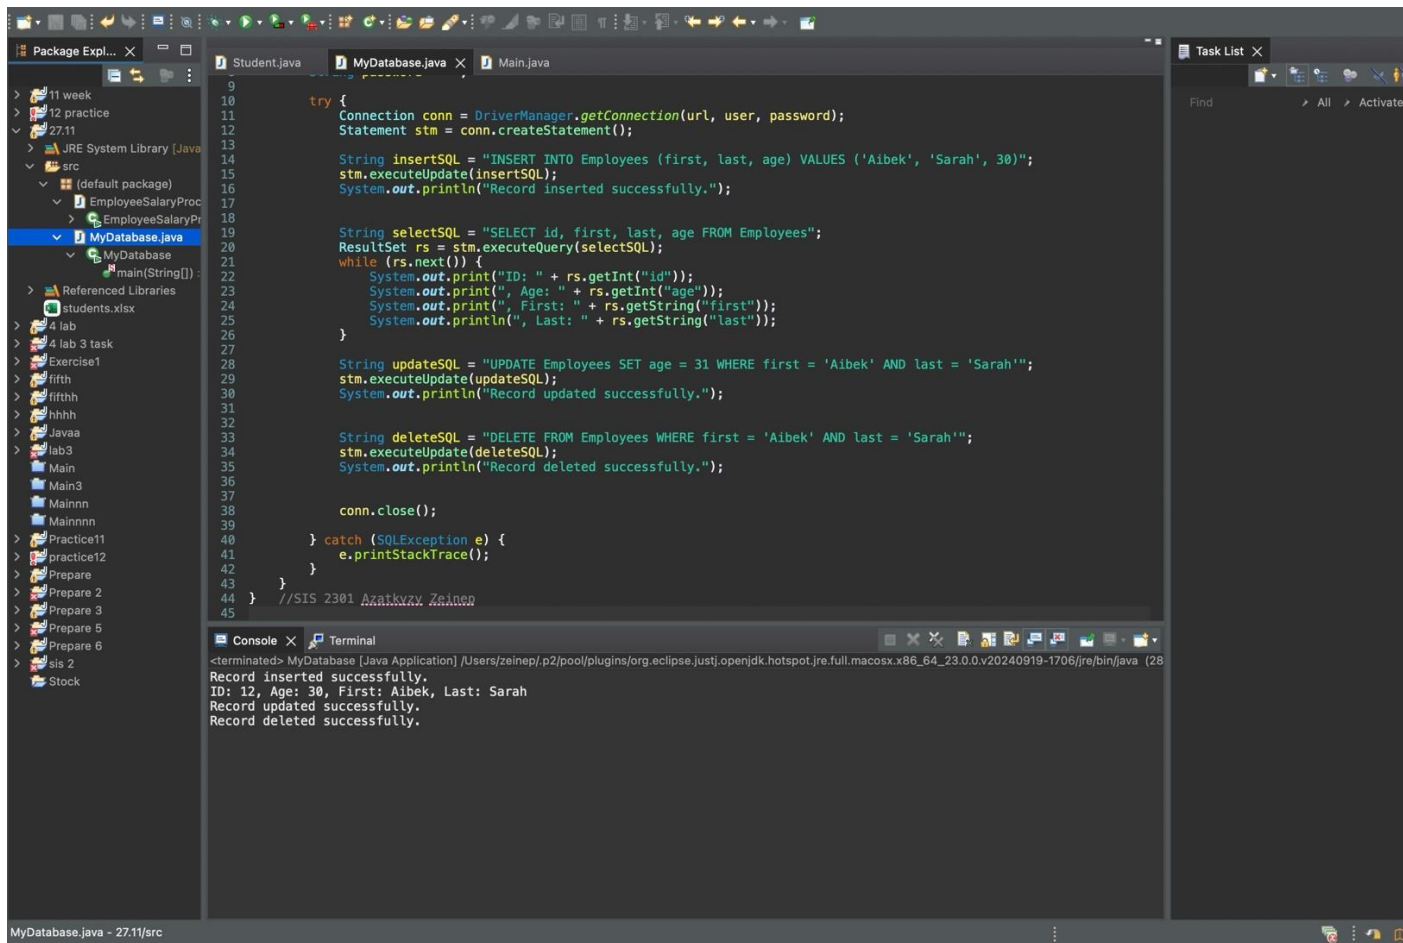 Package Expl...
11 week
12 practice
27.11
JRE System Library [Java
src
(default package)
EmployeeSalaryProc
EmployeeSalaryPr
MyDatabase.java
MyDatabase
main(String[]) :
Referenced Libraries
students.xlsx
4 lab
4 lab 3 task
Exercise1
fifth
fifthh
hhhh
Javaa
lab3
Main
Main3
Mainnn
Mainnnn
Practice11
practice12
Prepare
Prepare 2
Prepare 3
Prepare 5
Prepare 6
sis 2
Stock
Student.java MyDatabase.java Main.java
9
10 try {
11 Connection conn = DriverManager.getConnection(url, user, password);
12 Statement stm = conn.createStatement();
13
14 String insertSQL = "INSERT INTO Employees (first, last, age) VALUES ('Aibek', 'Sarah', 30)";
15 stm.executeUpdate(insertSQL);
16 System.out.println("Record inserted successfully.");
17
18
19 String selectSQL = "SELECT id, first, last, age FROM Employees";
20 ResultSet rs = stm.executeQuery(selectSQL);
21 while (rs.next()) {
22 System.out.print("ID: " + rs.getInt("id"));
23 System.out.print(", Age: " + rs.getInt("age"));
24 System.out.print(", First: " + rs.getString("first"));
25 System.out.println(", Last: " + rs.getString("last"));
26 }
27
28 String updateSQL = "UPDATE Employees SET age = 31 WHERE first = 'Aibek' AND last = 'Sarah'";
29 stm.executeUpdate(updateSQL);
30 System.out.println("Record updated successfully.");
31
32
33 String deleteSQL = "DELETE FROM Employees WHERE first = 'Aibek' AND last = 'Sarah'";
34 stm.executeUpdate(deleteSQL);
35 System.out.println("Record deleted successfully.");
36
37
38 conn.close();
39
40 } catch (SQLException e) {
41 e.printStackTrace();
42 }
43 }
44 } //SIS 2301 Azatkyzy Zeinep
45
Console Terminal
<terminated> MyDatabase [Java Application] /Users/zeinep/.p2/pool/plugins/org.eclipse.justj.openjdk.hotspot.jre.full.macosx.x86_64_23.0.0.v20240919-1706/jre/bin/java (28
Record inserted successfully.
ID: 12, Age: 30, First: Aibek, Last: Sarah
Record updated successfully.
Record deleted successfully.
Task List
Find All Activate
MyDatabase.java - 27.11/src